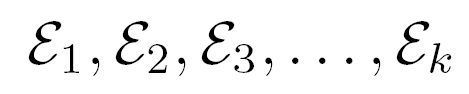 ℰ₁, ℰ₂, ℰ₃, . . . , ℰₖ